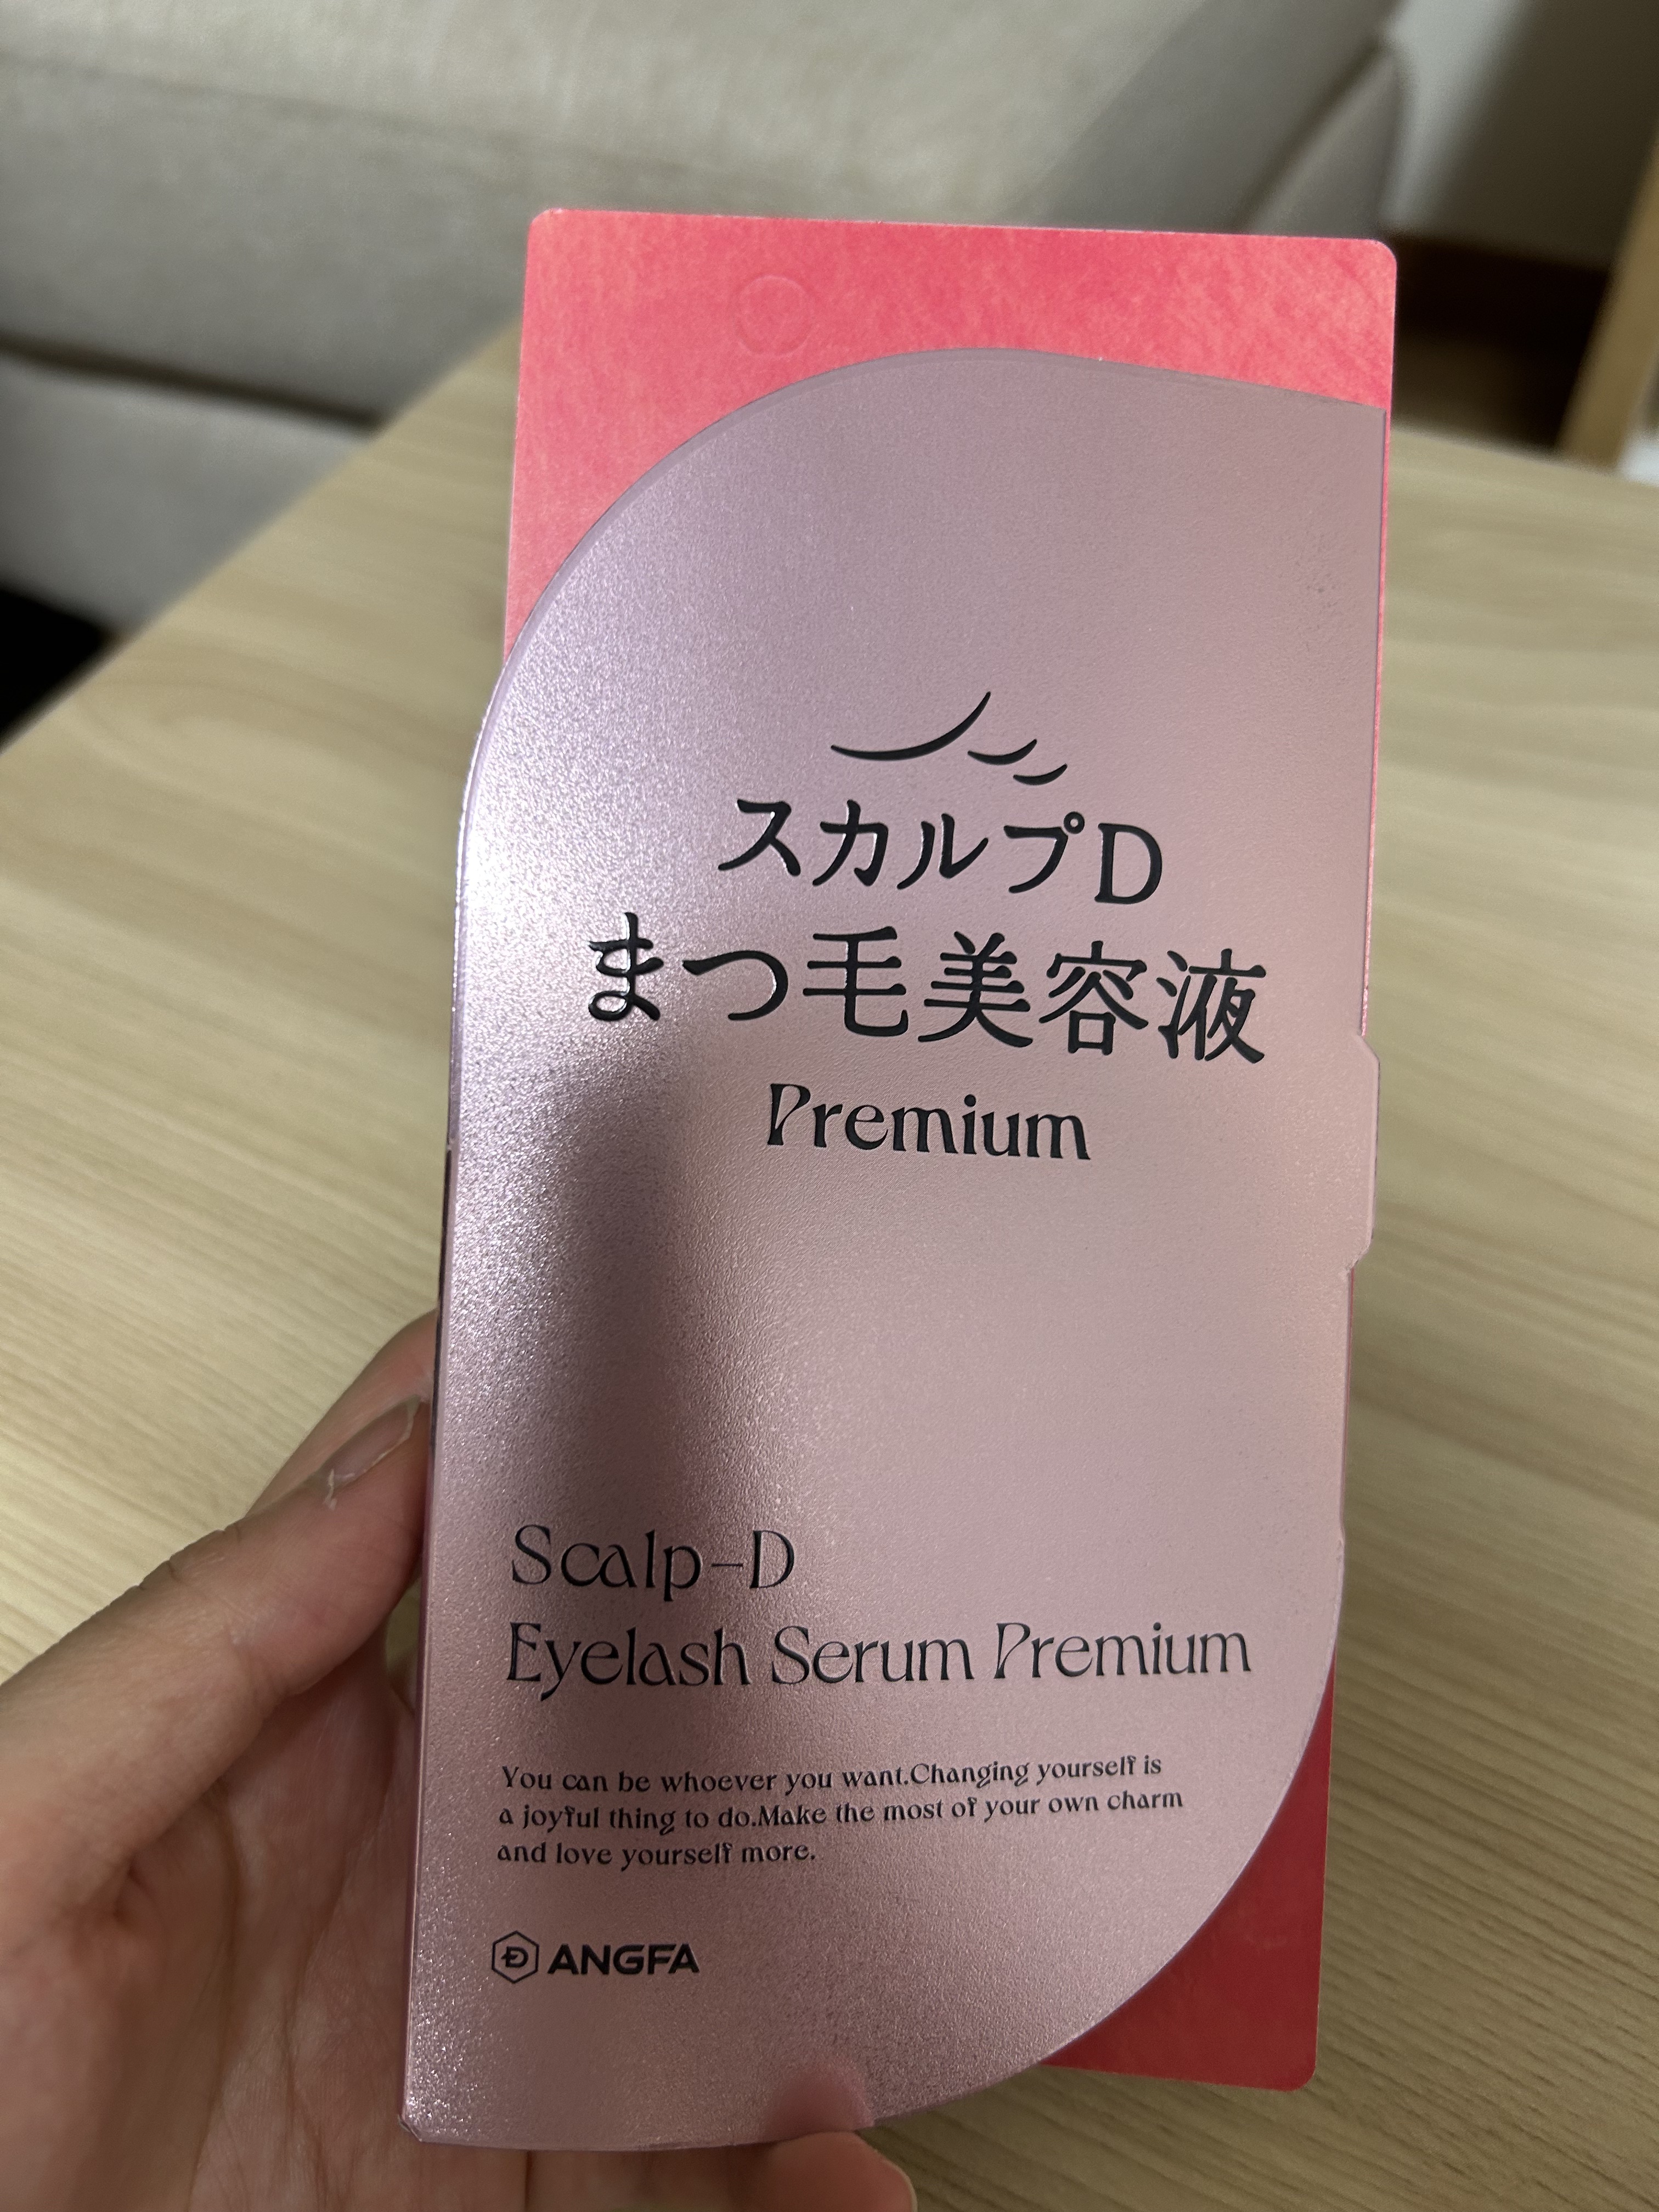 スカルプD
まつ毛美容液
Premium
Scalp-D
Eyelash Serum Premium
You can be whoever you want.Changing yourself is
a joyful thing to do.Make the most of your own charm
and love yourself more.
ANGFA